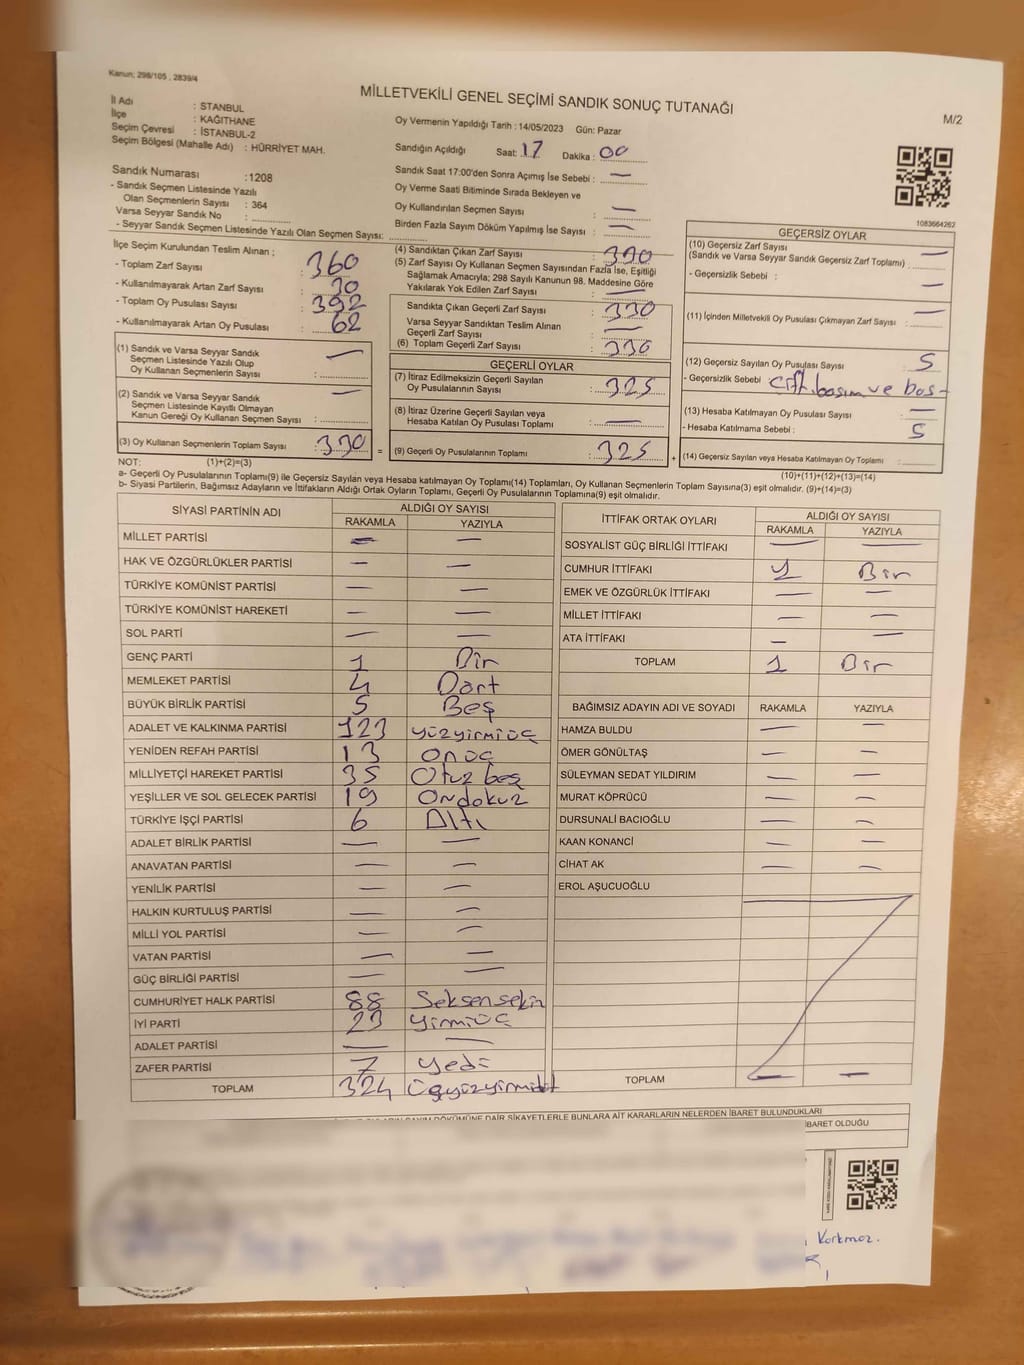 Kanun; 298/105 , 2839/4
MİLLETVEKİLİ GENEL SEÇİMİ SANDIK SONUÇ TUTANAĞI
M/2
İl Adı : STANBUL
İlçe : KAĞITHANE
Seçim Çevresi : İSTANBUL-2
Seçim Bölgesi (Mahalle Adı) : HÜRRİYET MAH.
Oy Vermenin Yapıldığı Tarih : 14/05/2023 Gün: Pazar
Sandığın Açıldığı Saat: 17 Dakika : 00
Sandık Saat 17:00'den Sonra Açımış İse Sebebi : —
Oy Verme Saati Bitiminde Sırada Bekleyen ve
Oy Kullandırılan Seçmen Sayısı : —
Birden Fazla Sayım Döküm Yapılmış İse Sayısı : —
Sandık Numarası :1208
- Sandık Seçmen Listesinde Yazılı
Olan Seçmenlerin Sayısı : 364
Varsa Seyyar Sandık No :
- Seyyar Sandık Seçmen Listesinde Yazılı Olan Seçmen Sayısı:
1083664262
İlçe Seçim Kurulundan Teslim Alınan ;
- Toplam Zarf Sayısı : 360
- Kullanılmayarak Artan Zarf Sayısı : 30
- Toplam Oy Pusulası Sayısı : 392
- Kullanılmayarak Artan Oy Pusulası : 62
(1) Sandık ve Varsa Seyyar Sandık
Seçmen Listesinde Yazılı Olup
Oy Kullanan Seçmenlerin Sayısı : —
(2) Sandık ve Varsa Seyyar Sandık
Seçmen Listesinde Kayıtlı Olmayan
Kanun Gereği Oy Kullanan Seçmen Sayısı : —
(3) Oy Kullanan Seçmenlerin Toplam Sayısı : 330
(4) Sandıktan Çıkan Zarf Sayısı : 330
(5) Zarf Sayısı Oy Kullanan Seçmen Sayısından Fazla İse, Eşitliği
Sağlamak Amacıyla; 298 Sayılı Kanunun 98. Maddesine Göre
Yakılarak Yok Edilen Zarf Sayısı : —
Sandıkta Çıkan Geçerli Zarf Sayısı : 330
Varsa Seyyar Sandıktan Teslim Alınan
Geçerli Zarf Sayısı : —
(6) Toplam Geçerli Zarf Sayısı : 330
GEÇERLİ OYLAR
(7) İtiraz Edilmeksizin Geçerli Sayılan
Oy Pusulalarının Sayısı : 325
(8) İtiraz Üzerine Geçerli Sayılan veya
Hesaba Katılan Oy Pusulası Toplamı : —
= (9) Geçerli Oy Pusulalarının Toplamı : 325 +
GEÇERSİZ OYLAR
(10) Geçersiz Zarf Sayısı
(Sandık ve Varsa Seyyar Sandık Geçersiz Zarf Toplamı) : —
- Geçersizlik Sebebi : —
(11) İçinden Milletvekili Oy Pusulası Çıkmayan Zarf Sayısı : —
(12) Geçersiz Sayılan Oy Pusulası Sayısı : 5
- Geçersizlik Sebebi : Çift basım ve boş
(13) Hesaba Katılmayan Oy Pusulası Sayısı : —
- Hesaba Katılmama Sebebi : 5
(14) Geçersiz Sayılan veya Hesaba Katılmayan Oy Toplamı :
NOT: (1)+(2)=(3) (10)+(11)+(12)+(13)=(14)
a- Geçerli Oy Pusulalarının Toplamı(9) ile Geçersiz Sayılan veya Hesaba katılmayan Oy Toplamı(14) Toplamları, Oy Kullanan Seçmenlerin Toplam Sayısına(3) eşit olmalıdır. (9)+(14)=(3)
b- Siyasi Partilerin, Bağımsız Adayların ve İttifakların Aldığı Ortak Oyların Toplamı, Geçerli Oy Pusulalarının Toplamına(9) eşit olmalıdır.
SİYASİ PARTİNİN ADI ALDIĞI OY SAYISI
RAKAMLA YAZIYLA
MİLLET PARTİSİ — —
HAK VE ÖZGÜRLÜKLER PARTİSİ — —
TÜRKİYE KOMÜNİST PARTİSİ — —
TÜRKİYE KOMÜNİST HAREKETİ — —
SOL PARTİ — —
GENÇ PARTİ 1 Bir
MEMLEKET PARTİSİ 4 Dört
BÜYÜK BİRLİK PARTİSİ 5 Beş
ADALET VE KALKINMA PARTİSİ 123 yüzyirmiüç
YENİDEN REFAH PARTİSİ 13 onüç
MİLLİYETÇİ HAREKET PARTİSİ 35 Otuz beş
YEŞİLLER VE SOL GELECEK PARTİSİ 19 Ondokuz
TÜRKİYE İŞÇİ PARTİSİ 6 Altı
ADALET BİRLİK PARTİSİ — —
ANAVATAN PARTİSİ — —
YENİLİK PARTİSİ — —
HALKIN KURTULUŞ PARTİSİ — —
MİLLİ YOL PARTİSİ — —
VATAN PARTİSİ — —
GÜÇ BİRLİĞİ PARTİSİ — —
CUMHURİYET HALK PARTİSİ 88 Seksensekiz
İYİ PARTİ 23 yirmiüç
ADALET PARTİSİ — —
ZAFER PARTİSİ 7 yedi
TOPLAM 324 üçyüzyirmidört
İTTİFAK ORTAK OYLARI ALDIĞI OY SAYISI
RAKAMLA YAZIYLA
SOSYALİST GÜÇ BİRLİĞİ İTTİFAKI — —
CUMHUR İTTİFAKI 1 Bir
EMEK VE ÖZGÜRLÜK İTTİFAKI — —
MİLLET İTTİFAKI — —
ATA İTTİFAKI — —
TOPLAM 1 Bir
BAĞIMSIZ ADAYIN ADI VE SOYADI RAKAMLA YAZIYLA
HAMZA BULDU — —
ÖMER GÖNÜLTAŞ — —
SÜLEYMAN SEDAT YILDIRIM — —
MURAT KÖPRÜCÜ — —
DURSUNALİ BACIOĞLU — —
KAAN KONANCİ — —
CİHAT AK — —
EROL AŞUCUOĞLU
TOPLAM — —
DÖKÜMÜNE DAİR ŞİKAYETLERLE BUNLARA AİT KARARLARIN NELERDEN İBARET BULUNDUKLARI
İBARET OLDUĞU
Korkmaz.